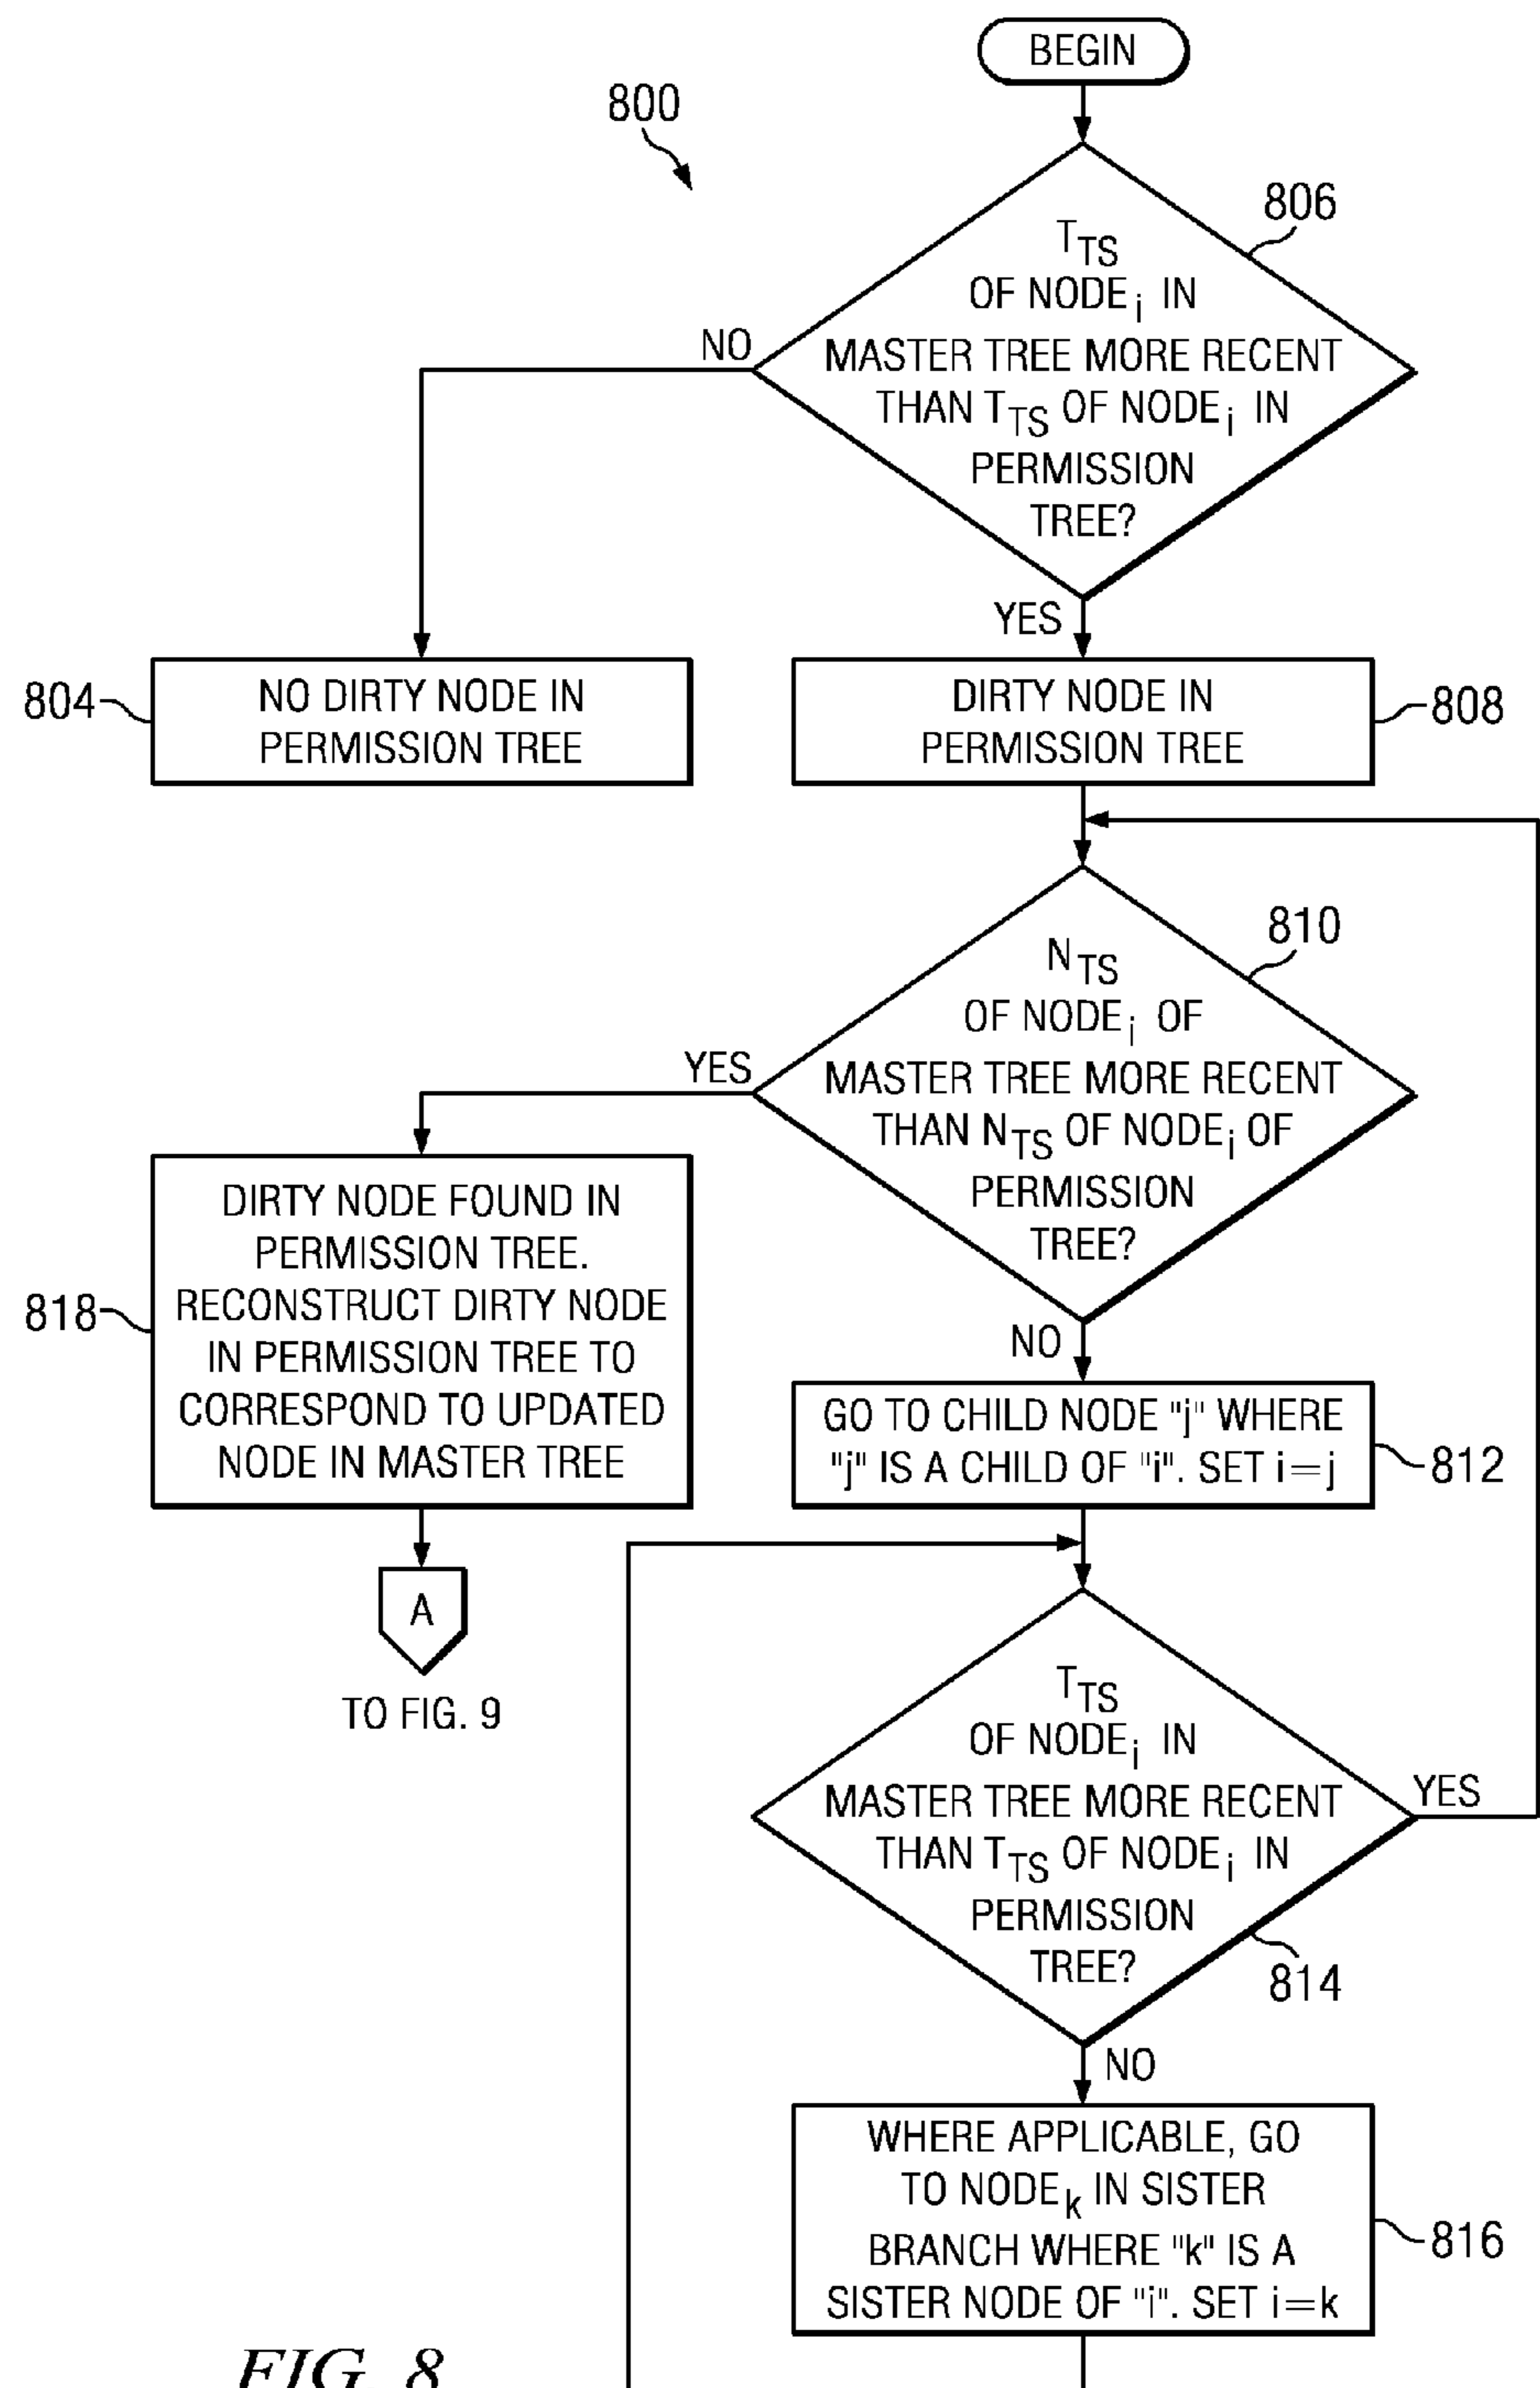 BEGIN
800
806
T_TS
OF NODE_i IN
MASTER TREE MORE RECENT
THAN T_TS OF NODE_i IN
PERMISSION
TREE?
NO
YES
804
NO DIRTY NODE IN
PERMISSION TREE
DIRTY NODE IN
PERMISSION TREE
808
810
N_TS
OF NODE_i OF
MASTER TREE MORE RECENT
THAN N_TS OF NODE_i OF
PERMISSION
TREE?
YES
NO
818
DIRTY NODE FOUND IN
PERMISSION TREE.
RECONSTRUCT DIRTY NODE
IN PERMISSION TREE TO
CORRESPOND TO UPDATED
NODE IN MASTER TREE
A
TO FIG. 9
GO TO CHILD NODE "j" WHERE
"j" IS A CHILD OF "i". SET i=j
812
T_TS
OF NODE_i IN
MASTER TREE MORE RECENT
THAN T_TS OF NODE_i IN
PERMISSION
TREE?
YES
814
NO
WHERE APPLICABLE, GO
TO NODE_k IN SISTER
BRANCH WHERE "k" IS A
SISTER NODE OF "i". SET i=k
816
FIG. 8